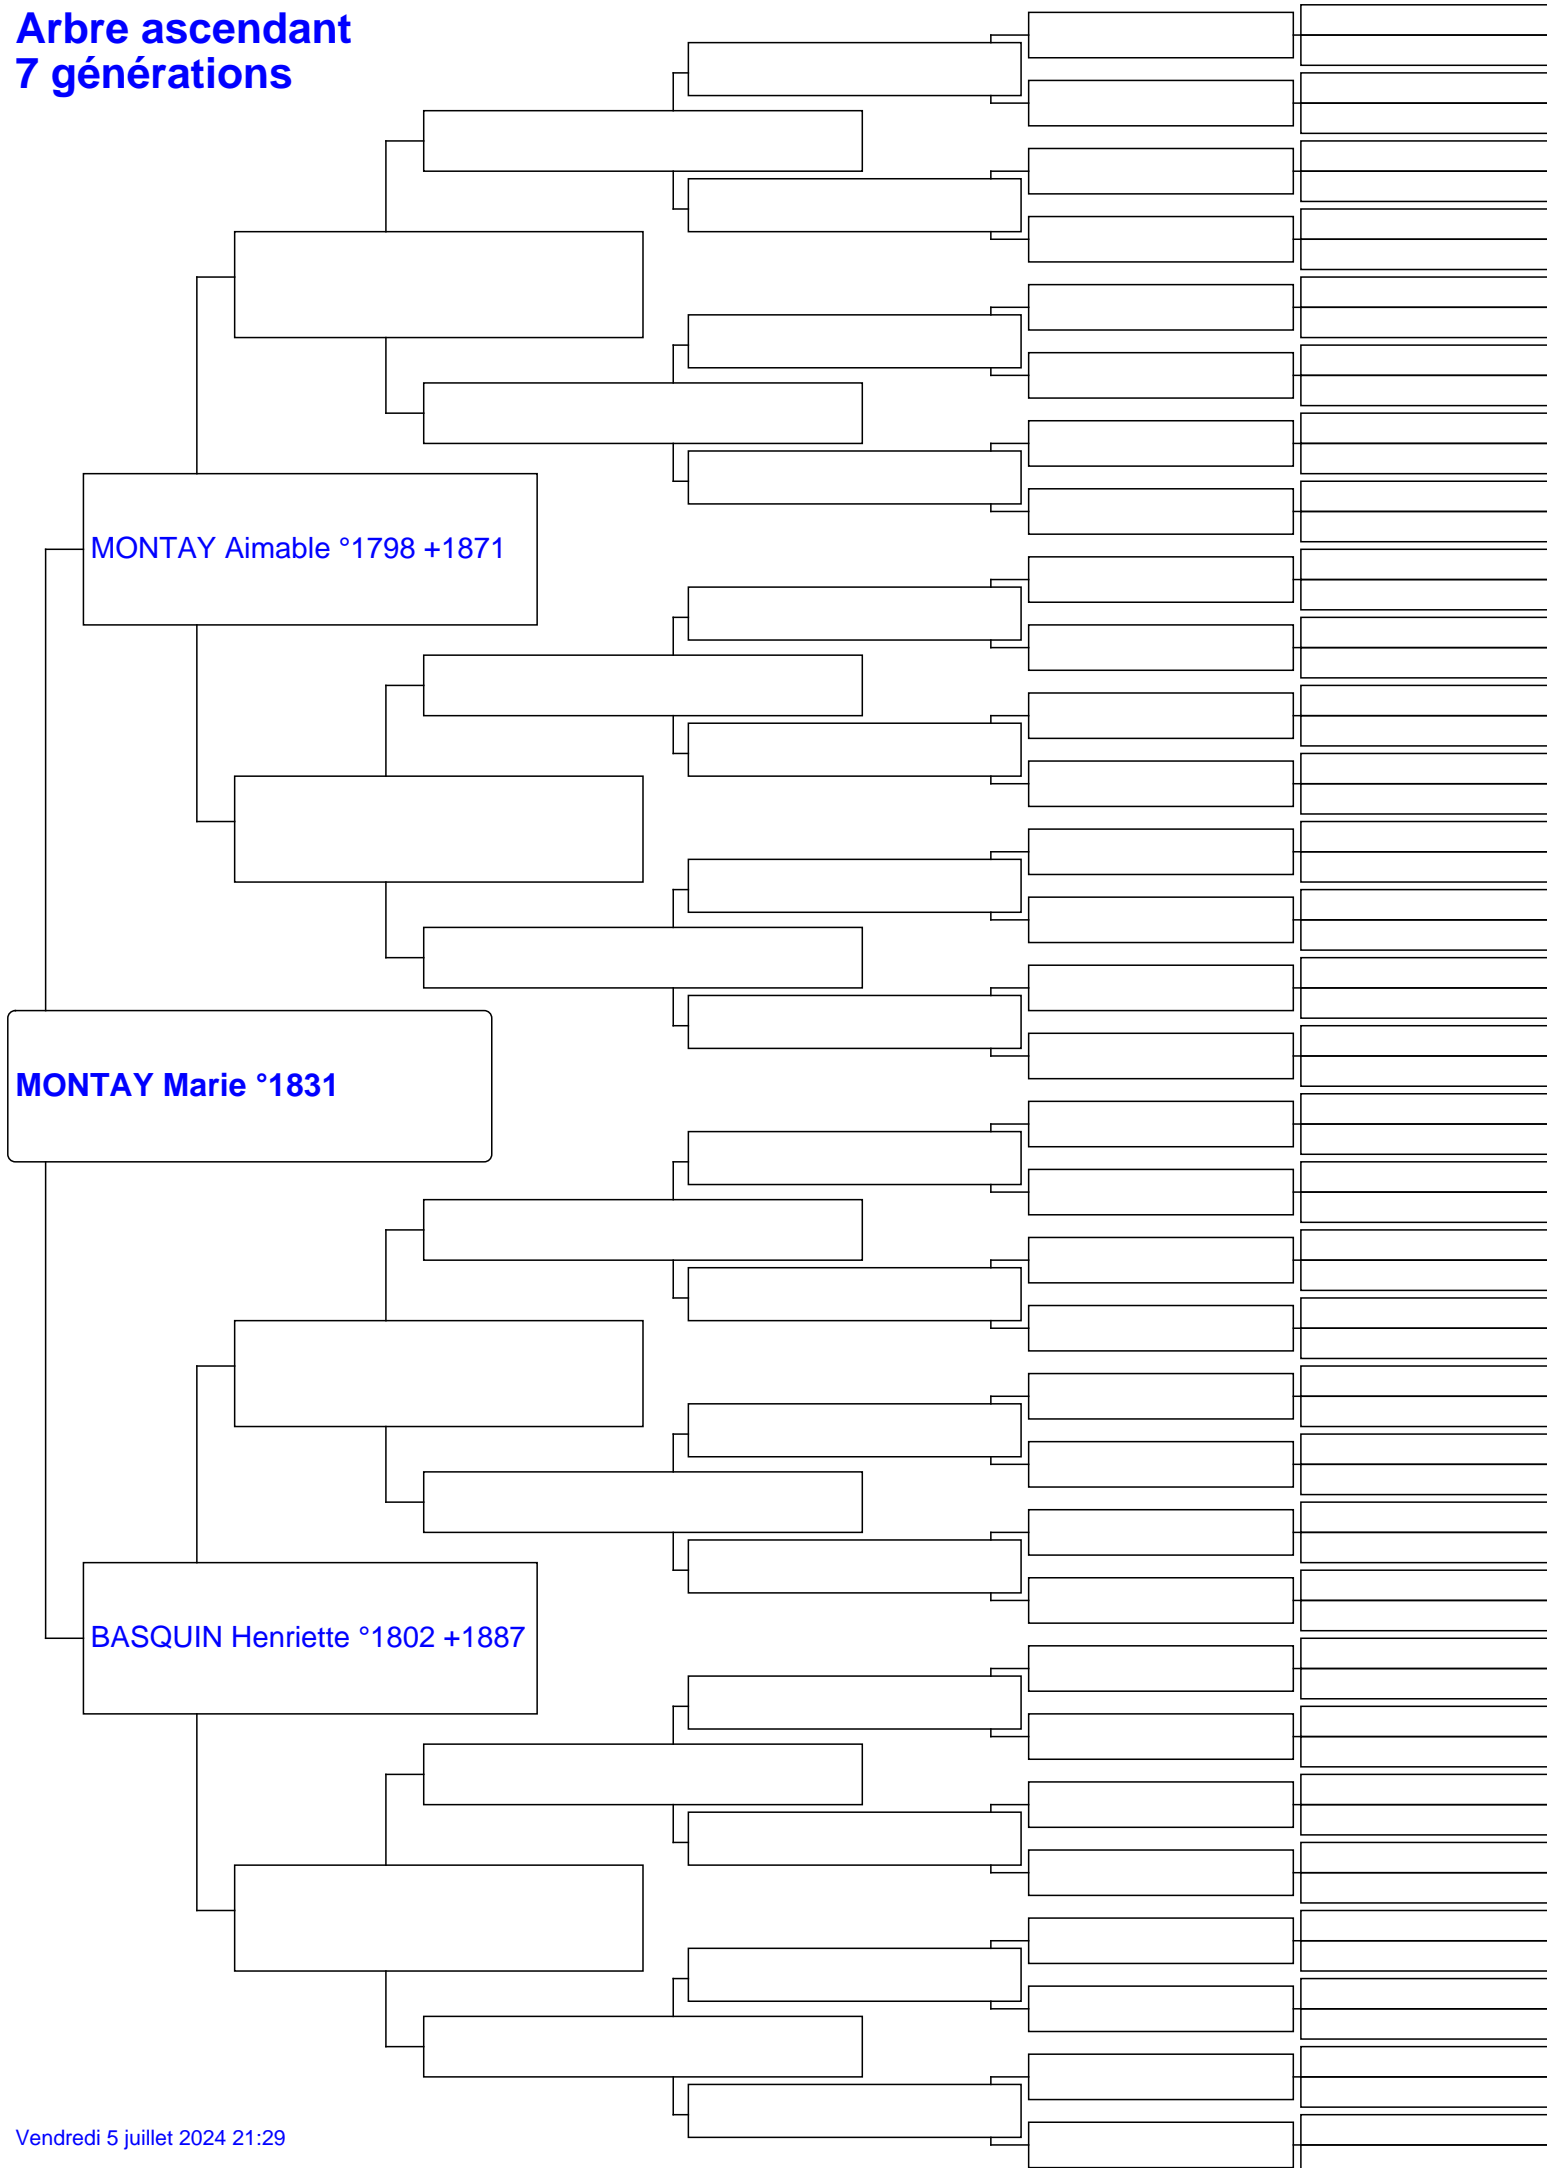 Arbre ascendant
7 générations
MONTAY Aimable °1798 +1871
MONTAY Marie °1831
BASQUIN Henriette °1802 +1887
Vendredi 5 juillet 2024 21:29